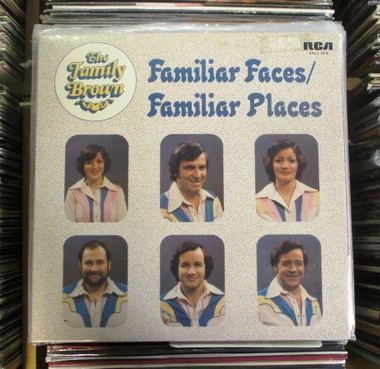 The
Family
Brown
Familiar Faces/
Familiar Places
RCA